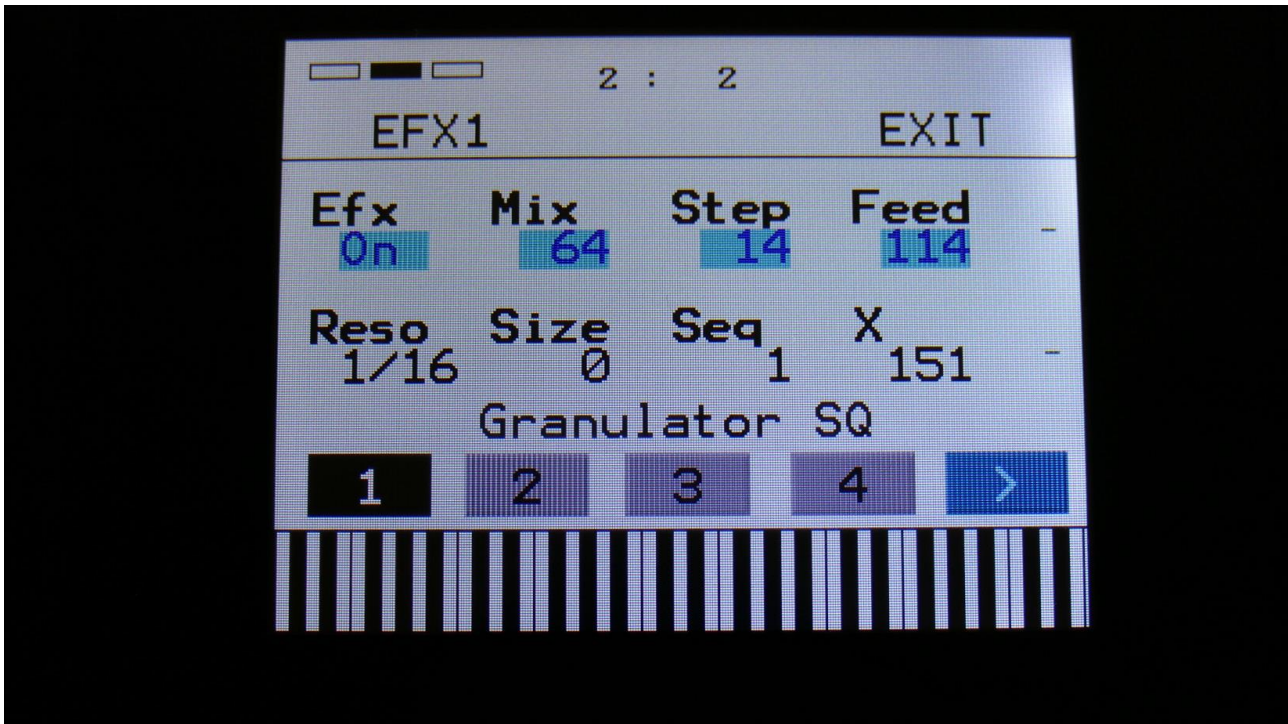 2 : 2
EFX1 EXIT
Efx Mix Step Feed
On 64 14 114
Reso Size Seq X
1/16 0 1 151
Granulator SQ
1 2 3 4 >